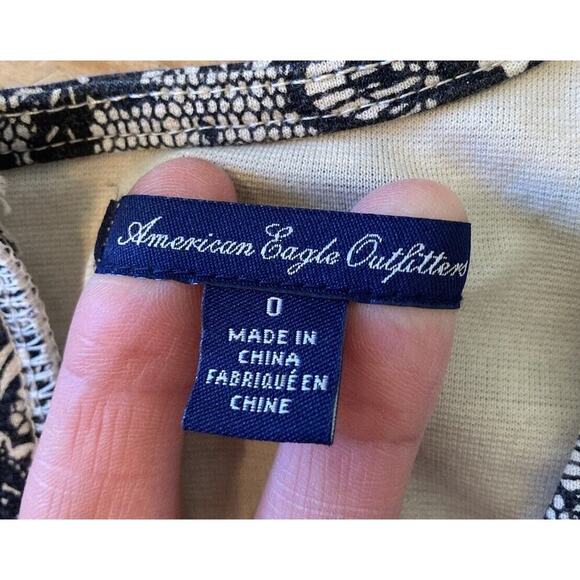 American Eagle Outfitters
0
MADE IN
CHINA
FABRIQUÉ EN
CHINE